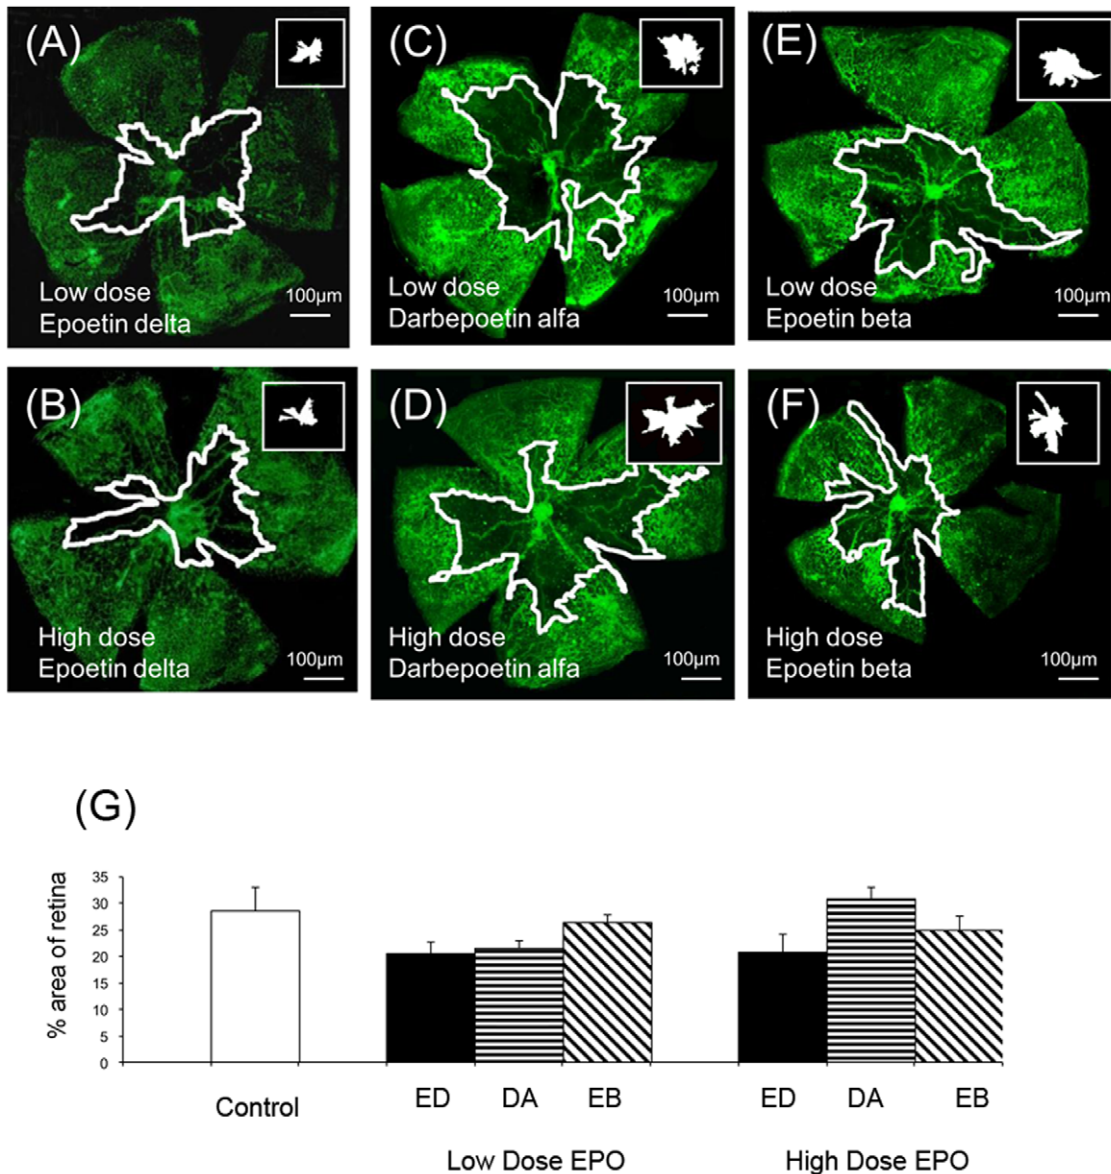 (A)
Low dose
Epoetin delta
100µm
(C)
Low dose
Darbepoetin alfa
100µm
(E)
Low dose
Epoetin beta
100µm
(B)
High dose
Epoetin delta
100µm
(D)
High dose
Darbepoetin alfa
100µm
(F)
High dose
Epoetin beta
100µm
(G)
% area of retina
35
30
25
20
15
10
5
0
Control
ED DA EB
ED DA EB
Low Dose EPO
High Dose EPO